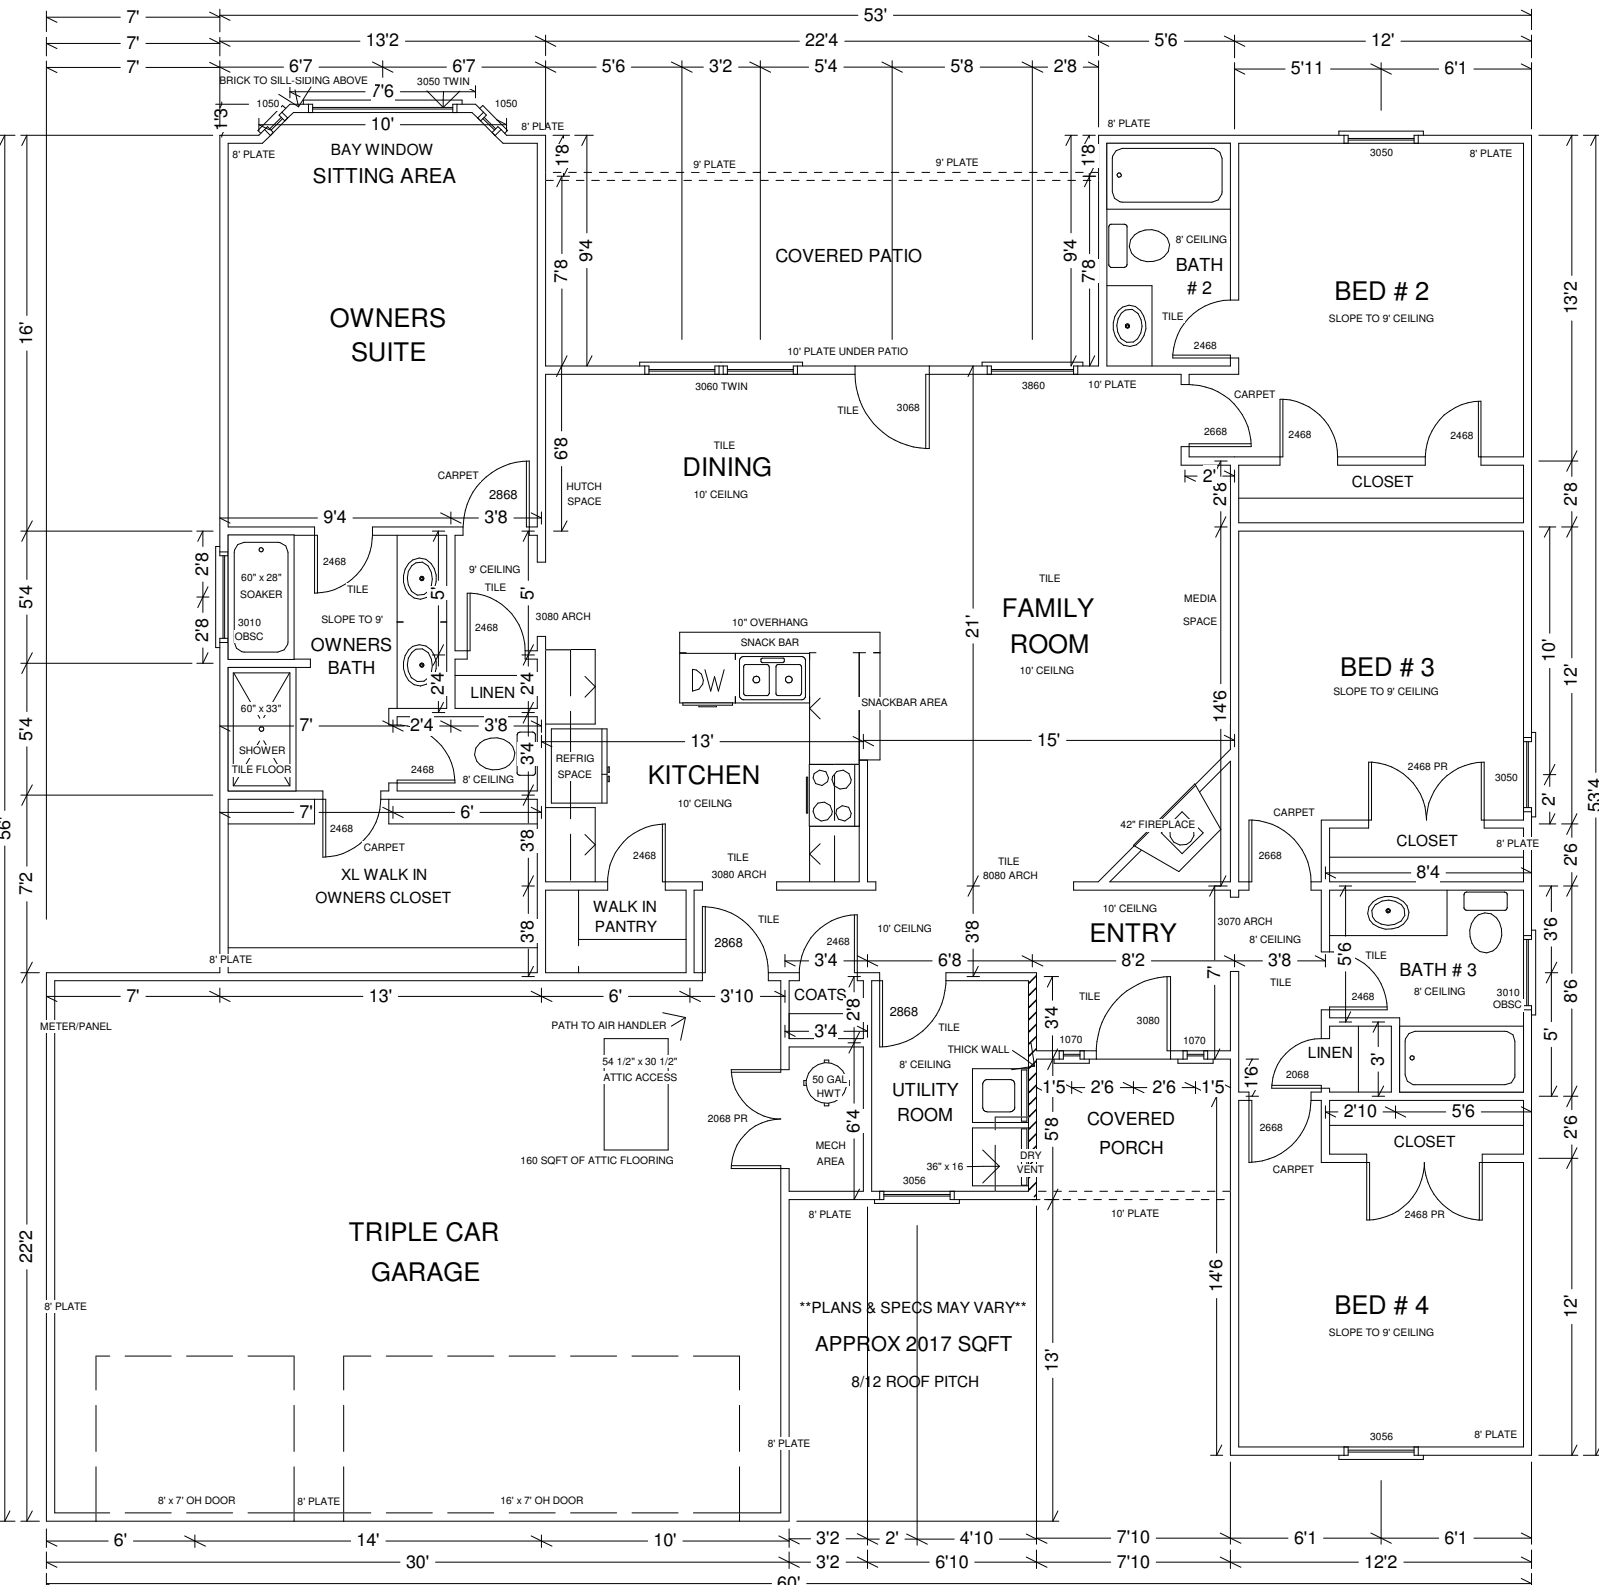 7' 53'
7' 13'2 22'4 5'6 12'
7' 6'7 6'7 5'6 3'2 5'4 5'8 2'8 5'11 6'1
BRICK TO SILL-SIDING ABOVE 3050 TWIN
7'6
1'3 1050 1050
10' 8' PLATE 8' PLATE
8' PLATE BAY WINDOW 1'8 9' PLATE 9' PLATE 1'8 3050 8' PLATE
SITTING AREA
8' CEILING
9'4 7'8 COVERED PATIO 9'4 7'8 BATH
# 2
BED # 2
SLOPE TO 9' CEILING
13'2
OWNERS
SUITE
16'
TILE
2468
10' PLATE UNDER PATIO
3060 TWIN 3860 10' PLATE
TILE 3068 CARPET
2668 2468 2468
TILE
DINING
10' CEILNG
6'8
CARPET
2868
HUTCH
SPACE
2'
2'8 CLOSET 2'8
9'4 3'8
2'8
60" x 28"
SOAKER
2468
TILE
9' CEILING
TILE
5' 5'
5'4
2'8
3010
OBSC
SLOPE TO 9'
OWNERS
BATH
2468
3080 ARCH
TILE
FAMILY
ROOM
10' CEILNG
MEDIA
SPACE
21'
10" OVERHANG
SNACK BAR
DW
SNACKBAR AREA
BED # 3
SLOPE TO 9' CEILING
10' 12'
53'4
14'6
LINEN
2'4 2'4
60" x 33"
7' 2'4 3'8
5'4
SHOWER
TILE FLOOR
2468
8' CEILING
3'4
13' 15'
REFRIG
SPACE
KITCHEN
10' CEILNG
2468 PR
3050
2'
42" FIREPLACE
CARPET
CLOSET
8' PLATE
2'6
8'4
2668
7' 6'
2468
CARPET
3'8
56'
7'2
XL WALK IN
OWNERS CLOSET
2468
TILE
3080 ARCH
TILE
8080 ARCH
WALK IN
PANTRY
3'8
TILE
2868
2468
10' CEILNG
3'8
10' CEILNG
ENTRY
3070 ARCH
8' CEILING
5'6
TILE
BATH # 3
8' CEILING
3'6
8' PLATE
3'4 6'8 8'2 7' 3'8
TILE
2468
3010
OBSC
8'6
7' 13' 6' 3'10
COATS
2'8
2868
TILE
3'4
TILE
3080
METER/PANEL
PATH TO AIR HANDLER
3'4
1070 1070
THICK WALL
LINEN
3'
5'
54 1/2" x 30 1/2"
ATTIC ACCESS
50 GAL
HWT
8' CEILING
UTILITY
ROOM
1'5 2'6 2'6 1'5
1'6
2068
2068 PR
6'4
COVERED
PORCH
5'8
2'10 5'6
2668
CLOSET
2'6
160 SQFT OF ATTIC FLOORING
MECH
AREA
36" x 16
DRY
VENT
CARPET
3056
8' PLATE
10' PLATE
2468 PR
TRIPLE CAR
GARAGE
22'2
14'6
8' PLATE
**PLANS & SPECS MAY VARY**
APPROX 2017 SQFT
8/12 ROOF PITCH
13'
BED # 4
SLOPE TO 9' CEILING
12'
8' PLATE
3056
8' PLATE
8' x 7' OH DOOR 8' PLATE 16' x 7' OH DOOR
6' 14' 10' 3'2 2' 4'10 7'10 6'1 6'1
30' 3'2 6'10 7'10 12'2
60'